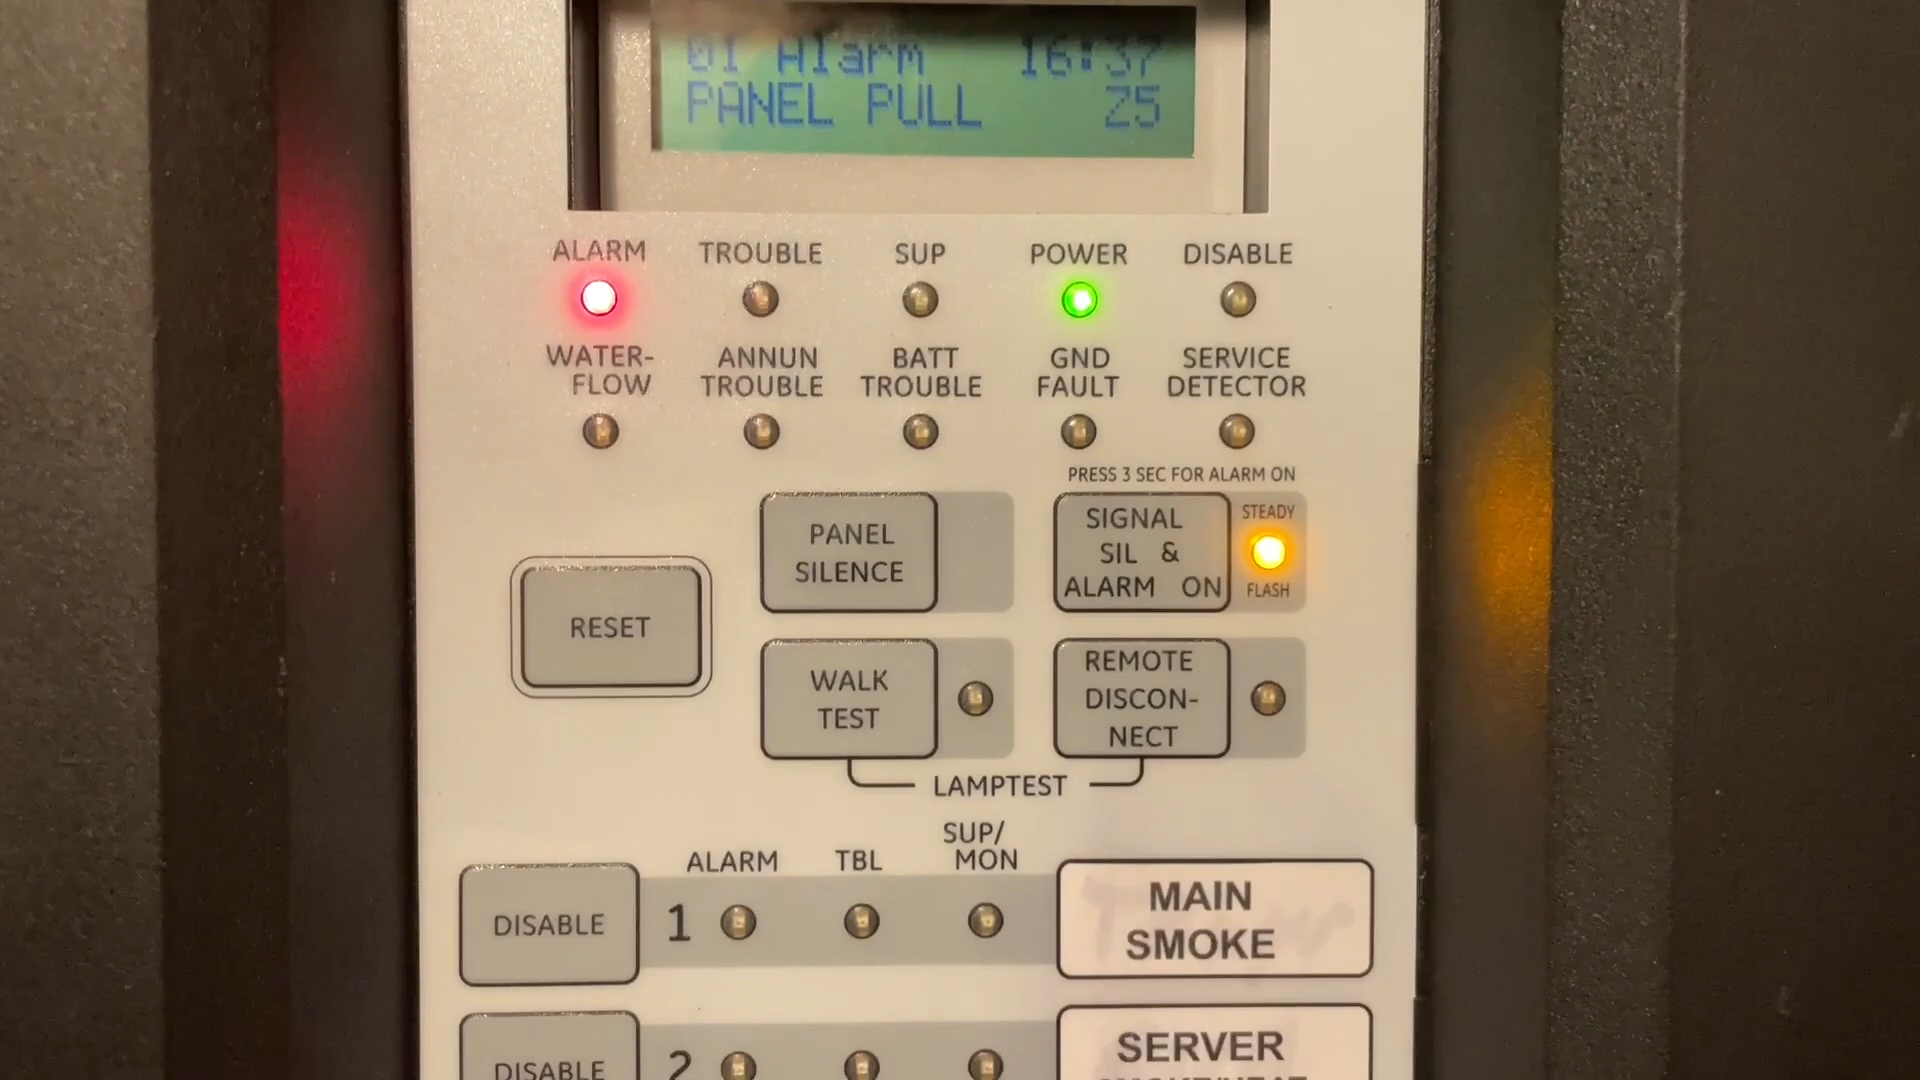 01 Alarm 16:37
PANEL PULL Z5
ALARM TROUBLE SUP POWER DISABLE
WATER-
FLOW
ANNUN
TROUBLE
BATT
TROUBLE
GND
FAULT
SERVICE
DETECTOR
PRESS 3 SEC FOR ALARM ON
PANEL
SILENCE
SIGNAL
SIL &
ALARM ON
STEADY
FLASH
RESET
WALK
TEST
REMOTE
DISCON-
NECT
LAMPTEST
ALARM TBL
SUP/
MON
DISABLE 1
MAIN
SMOKE
DISABLE 2
SERVER